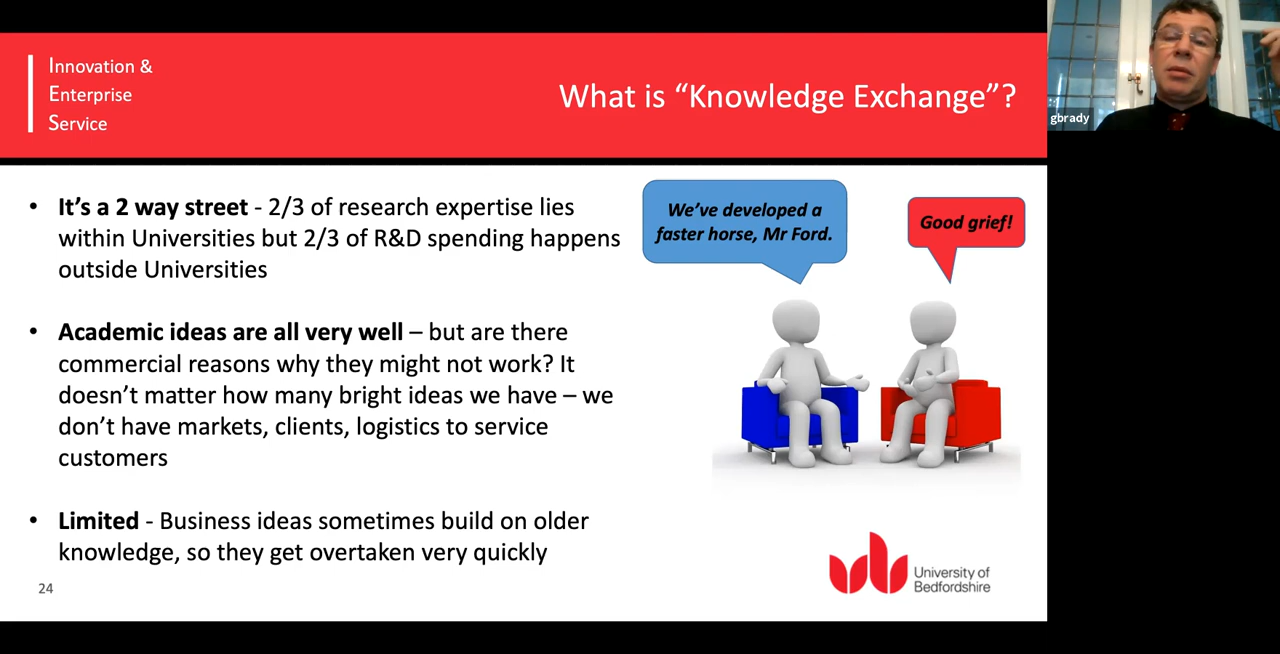 Innovation &
Enterprise
Service
What is “Knowledge Exchange”?
gbrady
• It’s a 2 way street - 2/3 of research expertise lies
within Universities but 2/3 of R&D spending happens
outside Universities
• Academic ideas are all very well – but are there
commercial reasons why they might not work? It
doesn’t matter how many bright ideas we have – we
don’t have markets, clients, logistics to service
customers
• Limited - Business ideas sometimes build on older
knowledge, so they get overtaken very quickly
We’ve developed a
faster horse, Mr Ford.
Good grief!
24
University of
Bedfordshire